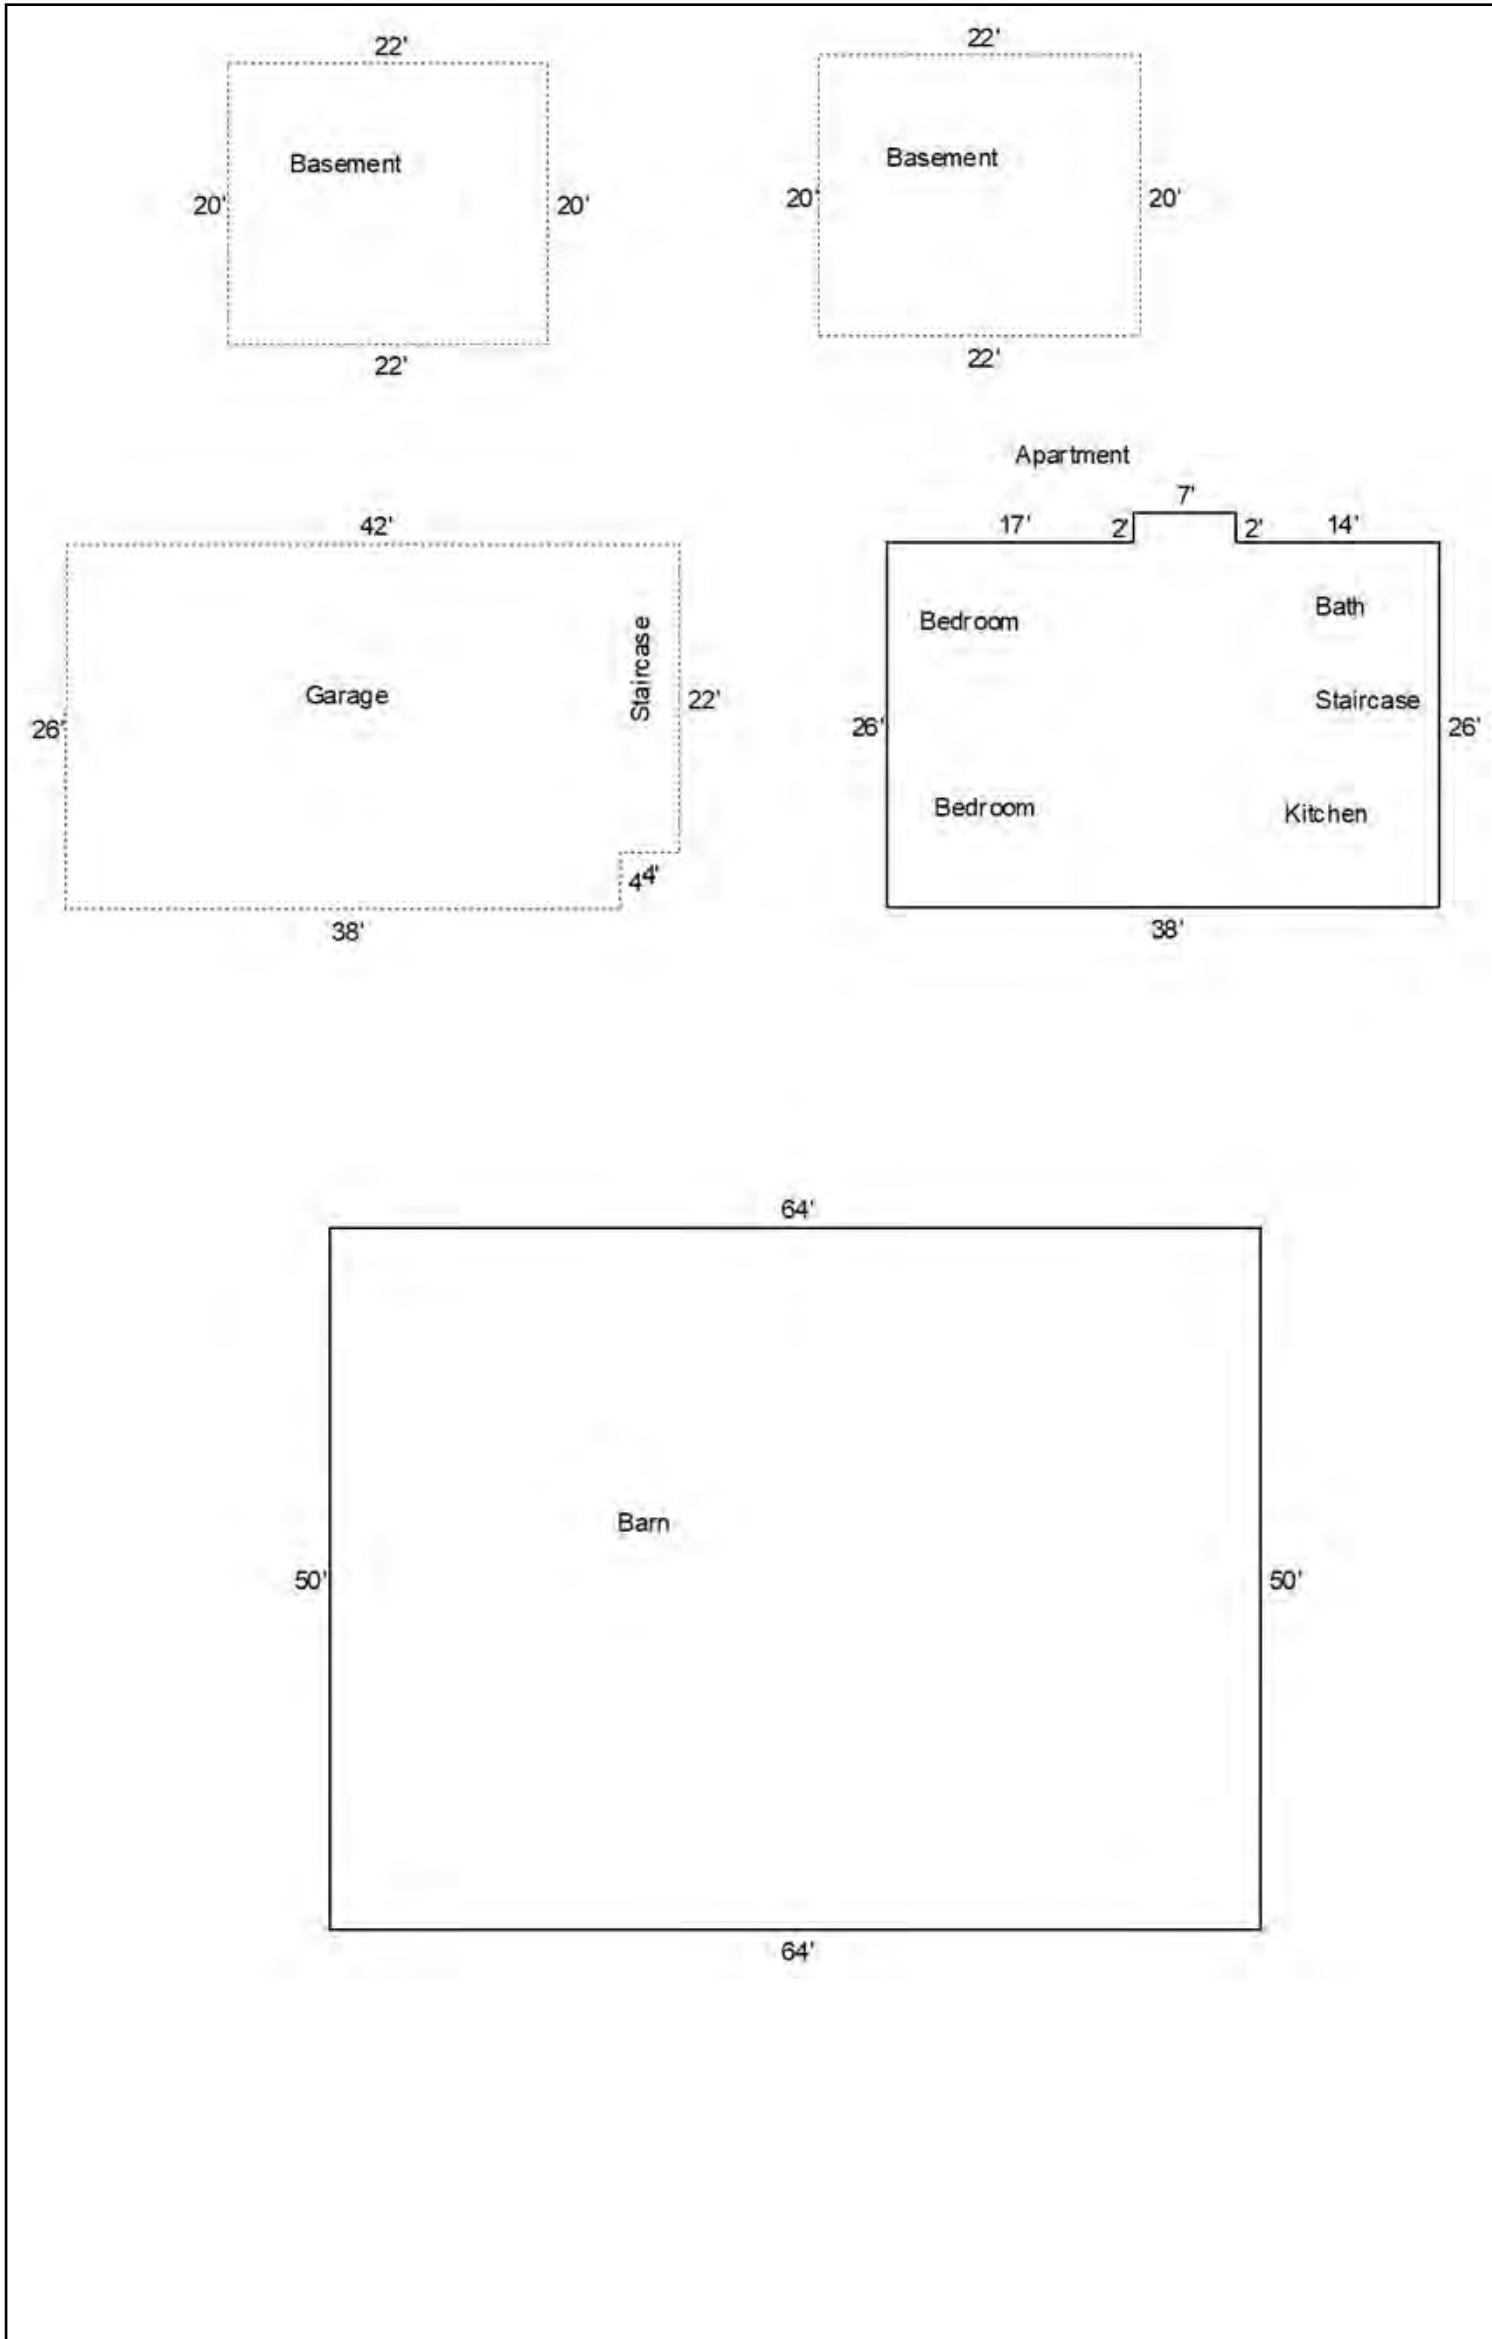 22'
22'
Basement
Basement
20'
20'
20'
20'
22'
22'
Apartment
7'
42'
17'
2'
2'
14'
Bedroom
Bath
Staircase
Garage
22'
Staircase
26'
26'
26'
Bedroom
Kitchen
4'
4'
38'
38'
64'
Barn
50'
50'
64'